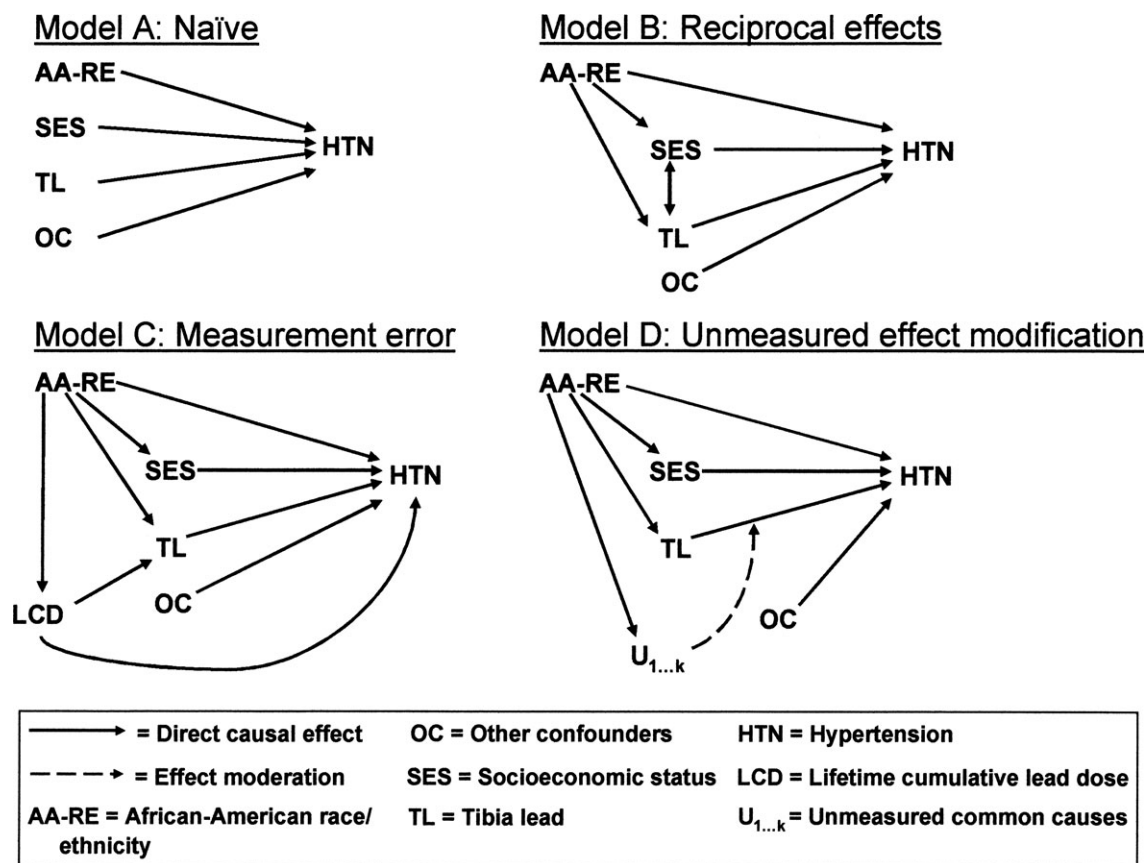 Model A: Naïve
AA-RE
SES
TL
OC
HTN
Model B: Reciprocal effects
AA-RE
SES
TL
OC
HTN
Model C: Measurement error
AA-RE
SES
HTN
TL
LCD
OC
Model D: Unmeasured effect modification
AA-RE
SES
HTN
TL
OC
U1...k
= Direct causal effect
OC = Other confounders
HTN = Hypertension
= Effect moderation
SES = Socioeconomic status
LCD = Lifetime cumulative lead dose
AA-RE = African-American race/
ethnicity
TL = Tibia lead
U1...k = Unmeasured common causes